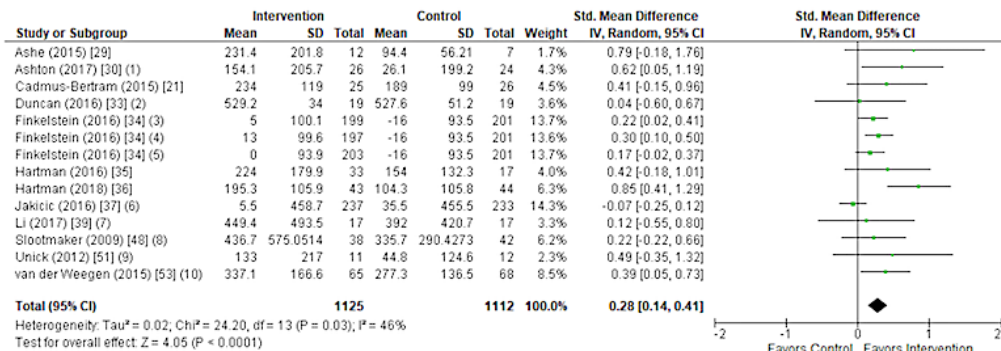 Intervention Control Std. Mean Difference Std. Mean Difference
Study or Subgroup Mean SD Total Mean SD Total Weight IV, Random, 95% CI IV, Random, 95% CI
Ashe (2015) [29] 231.4 201.8 12 94.4 56.21 7 1.7% 0.79 [-0.18, 1.76]
Ashton (2017) [30] (1) 154.1 205.7 26 26.1 199.2 24 4.3% 0.62 [0.05, 1.19]
Cadmus-Bertram (2015) [21] 234 119 25 189 99 26 4.6% 0.41 [-0.15, 0.96]
Duncan (2016) [33] (2) 529.2 34 19 527.6 51.2 19 3.7% 0.04 [-0.60, 0.67]
Finkelstein (2016) [34] (3) 5 100.1 199 -16 93.5 201 13.6% 0.22 [0.02, 0.41]
Finkelstein (2016) [34] (4) 13 99.6 197 -16 93.5 201 13.6% 0.30 [0.10, 0.50]
Finkelstein (2016) [34] (5) 0 93.9 203 -16 93.5 201 13.7% 0.17 [-0.02, 0.37]
Hartman (2016) [35] 224 179.9 33 154 132.3 17 4.0% 0.42 [-0.18, 1.01]
Hartman (2018) [36] 195.3 105.9 43 104.3 105.8 44 6.2% 0.85 [0.41, 1.29]
Jakicic (2016) [37] (6) 5.5 458.7 237 35.5 455.5 233 14.4% -0.07 [-0.25, 0.12]
Li (2017) [39] (7) 449.4 493.5 17 392 420.7 17 3.4% 0.12 [-0.55, 0.80]
Slootmaker (2009) [48] (8) 436.7 575.0514 38 335.7 290.4273 42 6.2% 0.22 [-0.22, 0.66]
Unick (2012) [51] (9) 133 217 11 44.8 124.6 12 2.3% 0.49 [-0.35, 1.32]
van der Weegen (2015) [53] (10) 337.1 166.6 65 277.3 136.5 68 8.5% 0.39 [0.05, 0.73]
Total (95% CI) 1125 1112 100.0% 0.28 [0.14, 0.41]
Heterogeneity: Tau² = 0.02; Chi² = 24.20, df = 13 (P = 0.03); I² = 46%
Test for overall effect: Z = 4.05 (P < 0.0001)
-2 -1 0 1 2
Favors Control Favors Intervention